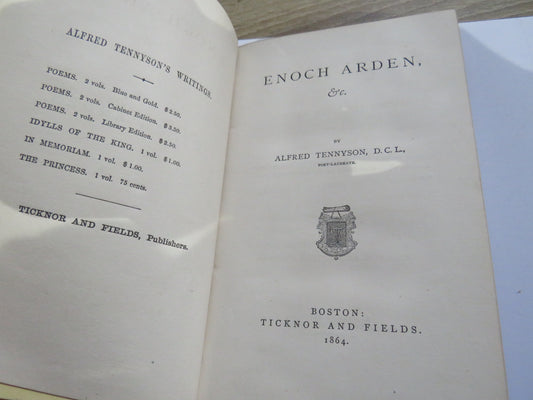 ALFRED TENNYSON'S WRITINGS.
POEMS. 2 vols. Blue and Gold. $2.50.
POEMS. 2 vols. Cabinet Edition. $3.50.
POEMS. 2 vols. Library Edition. $2.50.
IDYLLS OF THE KING. 1 vol. $1.00.
IN MEMORIAM. 1 vol. $1.00.
THE PRINCESS. 1 vol. 75 cents.
TICKNOR AND FIELDS, Publishers.
ENOCH ARDEN,
&c.
BY
ALFRED TENNYSON, D.C.L.,
POET-LAUREATE.
BOSTON:
TICKNOR AND FIELDS.
1864.